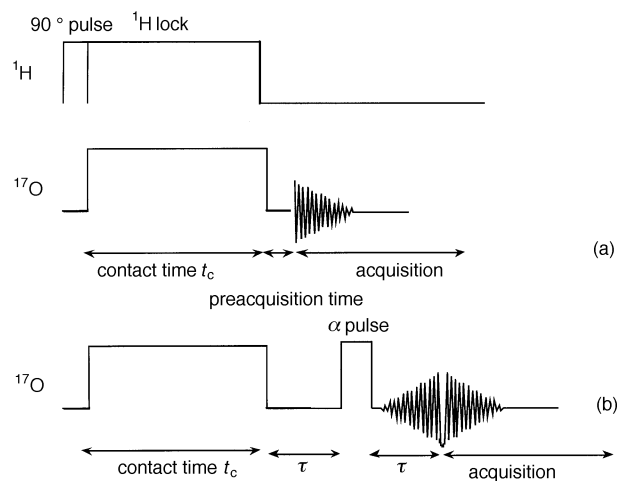 90 ° pulse ¹H lock
¹H
¹⁷O
(a)
contact time t_c acquisition
preacquisition time
α pulse
¹⁷O
(b)
contact time t_c τ τ acquisition